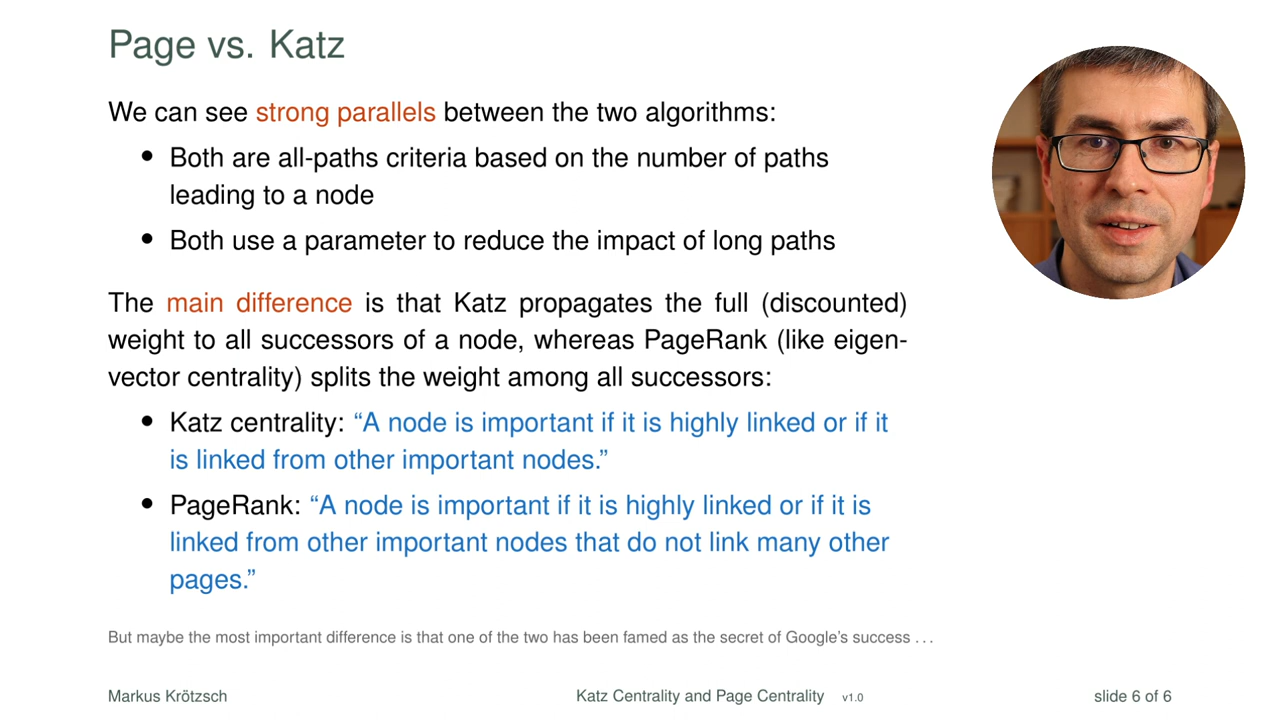 Page vs. Katz
We can see strong parallels between the two algorithms:
• Both are all-paths criteria based on the number of paths
leading to a node
• Both use a parameter to reduce the impact of long paths
The main difference is that Katz propagates the full (discounted)
weight to all successors of a node, whereas PageRank (like eigen-
vector centrality) splits the weight among all successors:
• Katz centrality: “A node is important if it is highly linked or if it
is linked from other important nodes.”
• PageRank: “A node is important if it is highly linked or if it is
linked from other important nodes that do not link many other
pages.”
But maybe the most important difference is that one of the two has been famed as the secret of Google’s success . . .
Markus Krötzsch Katz Centrality and Page Centrality v1.0 slide 6 of 6